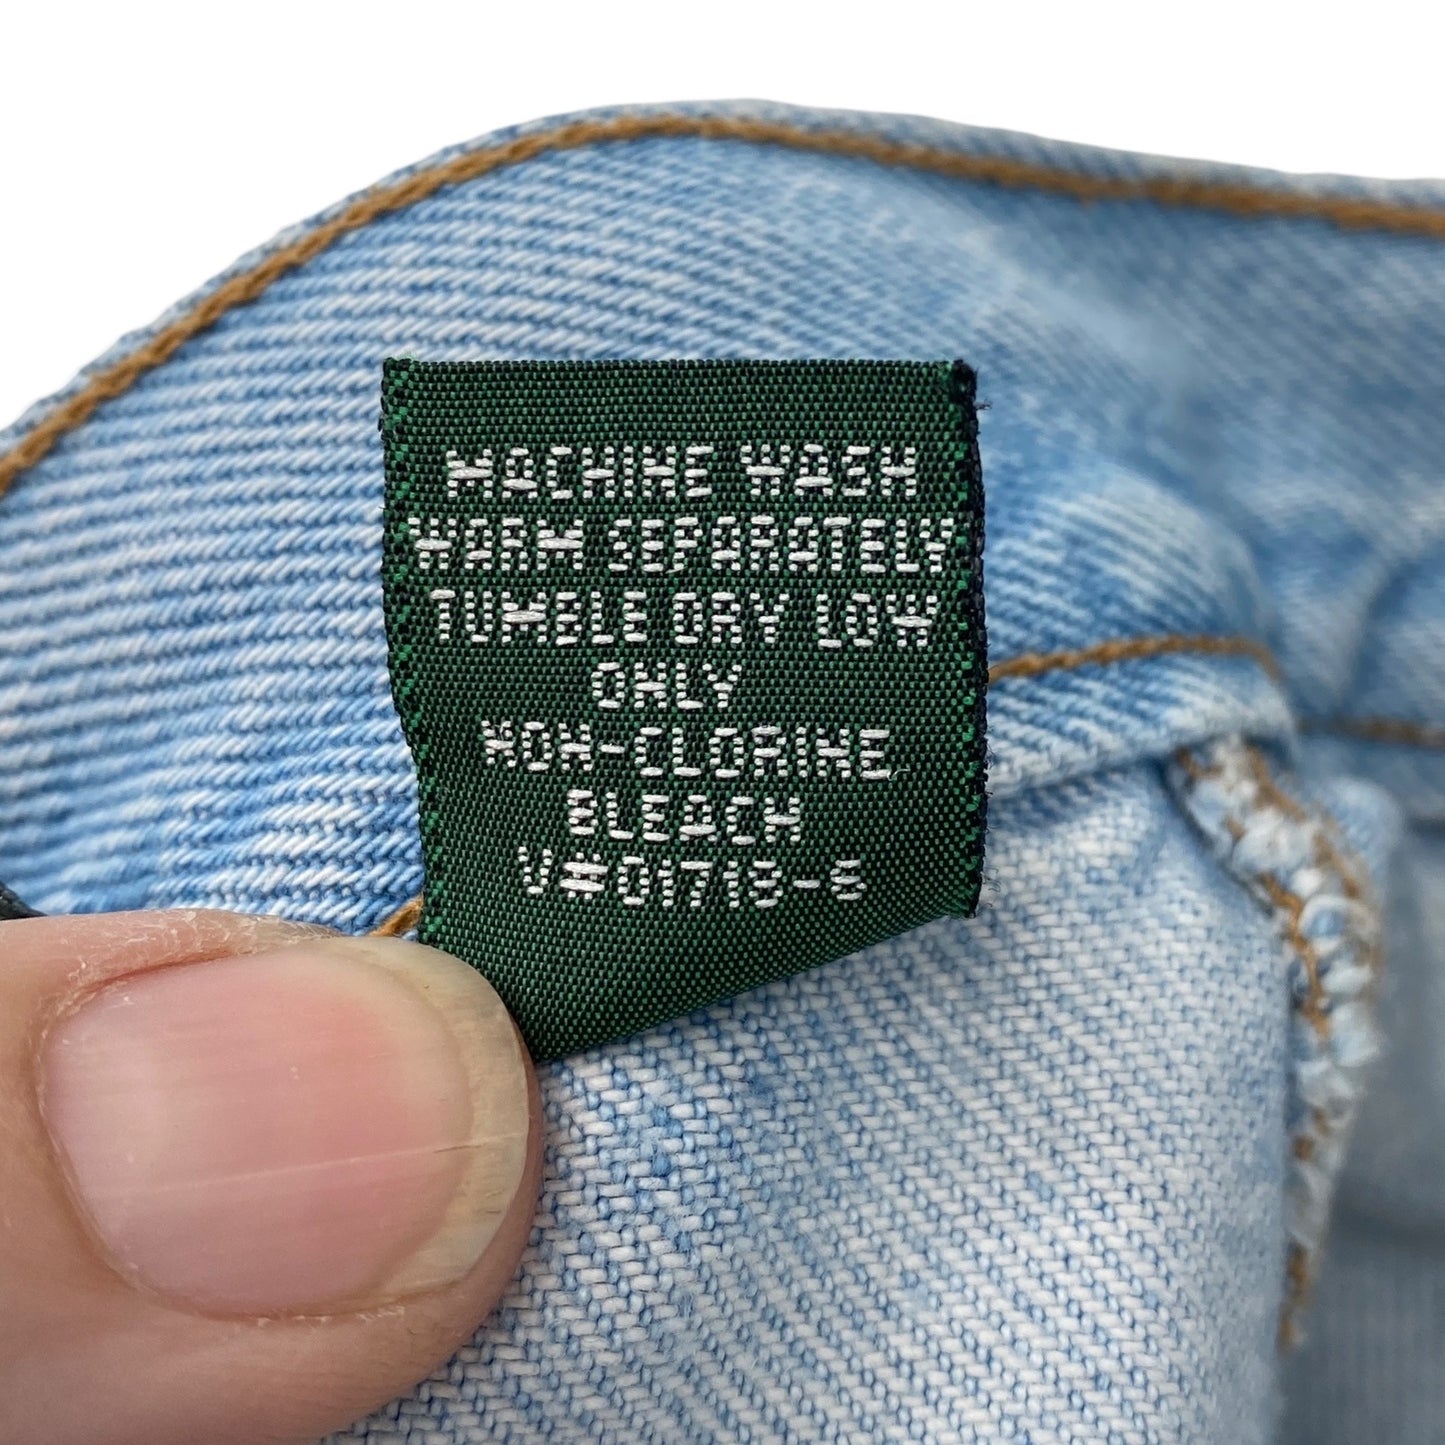 MACHINE WASH
WARM SEPARATELY
TUMBLE DRY LOW
ONLY
NON-CLORINE
BLEACH
V#01718-6